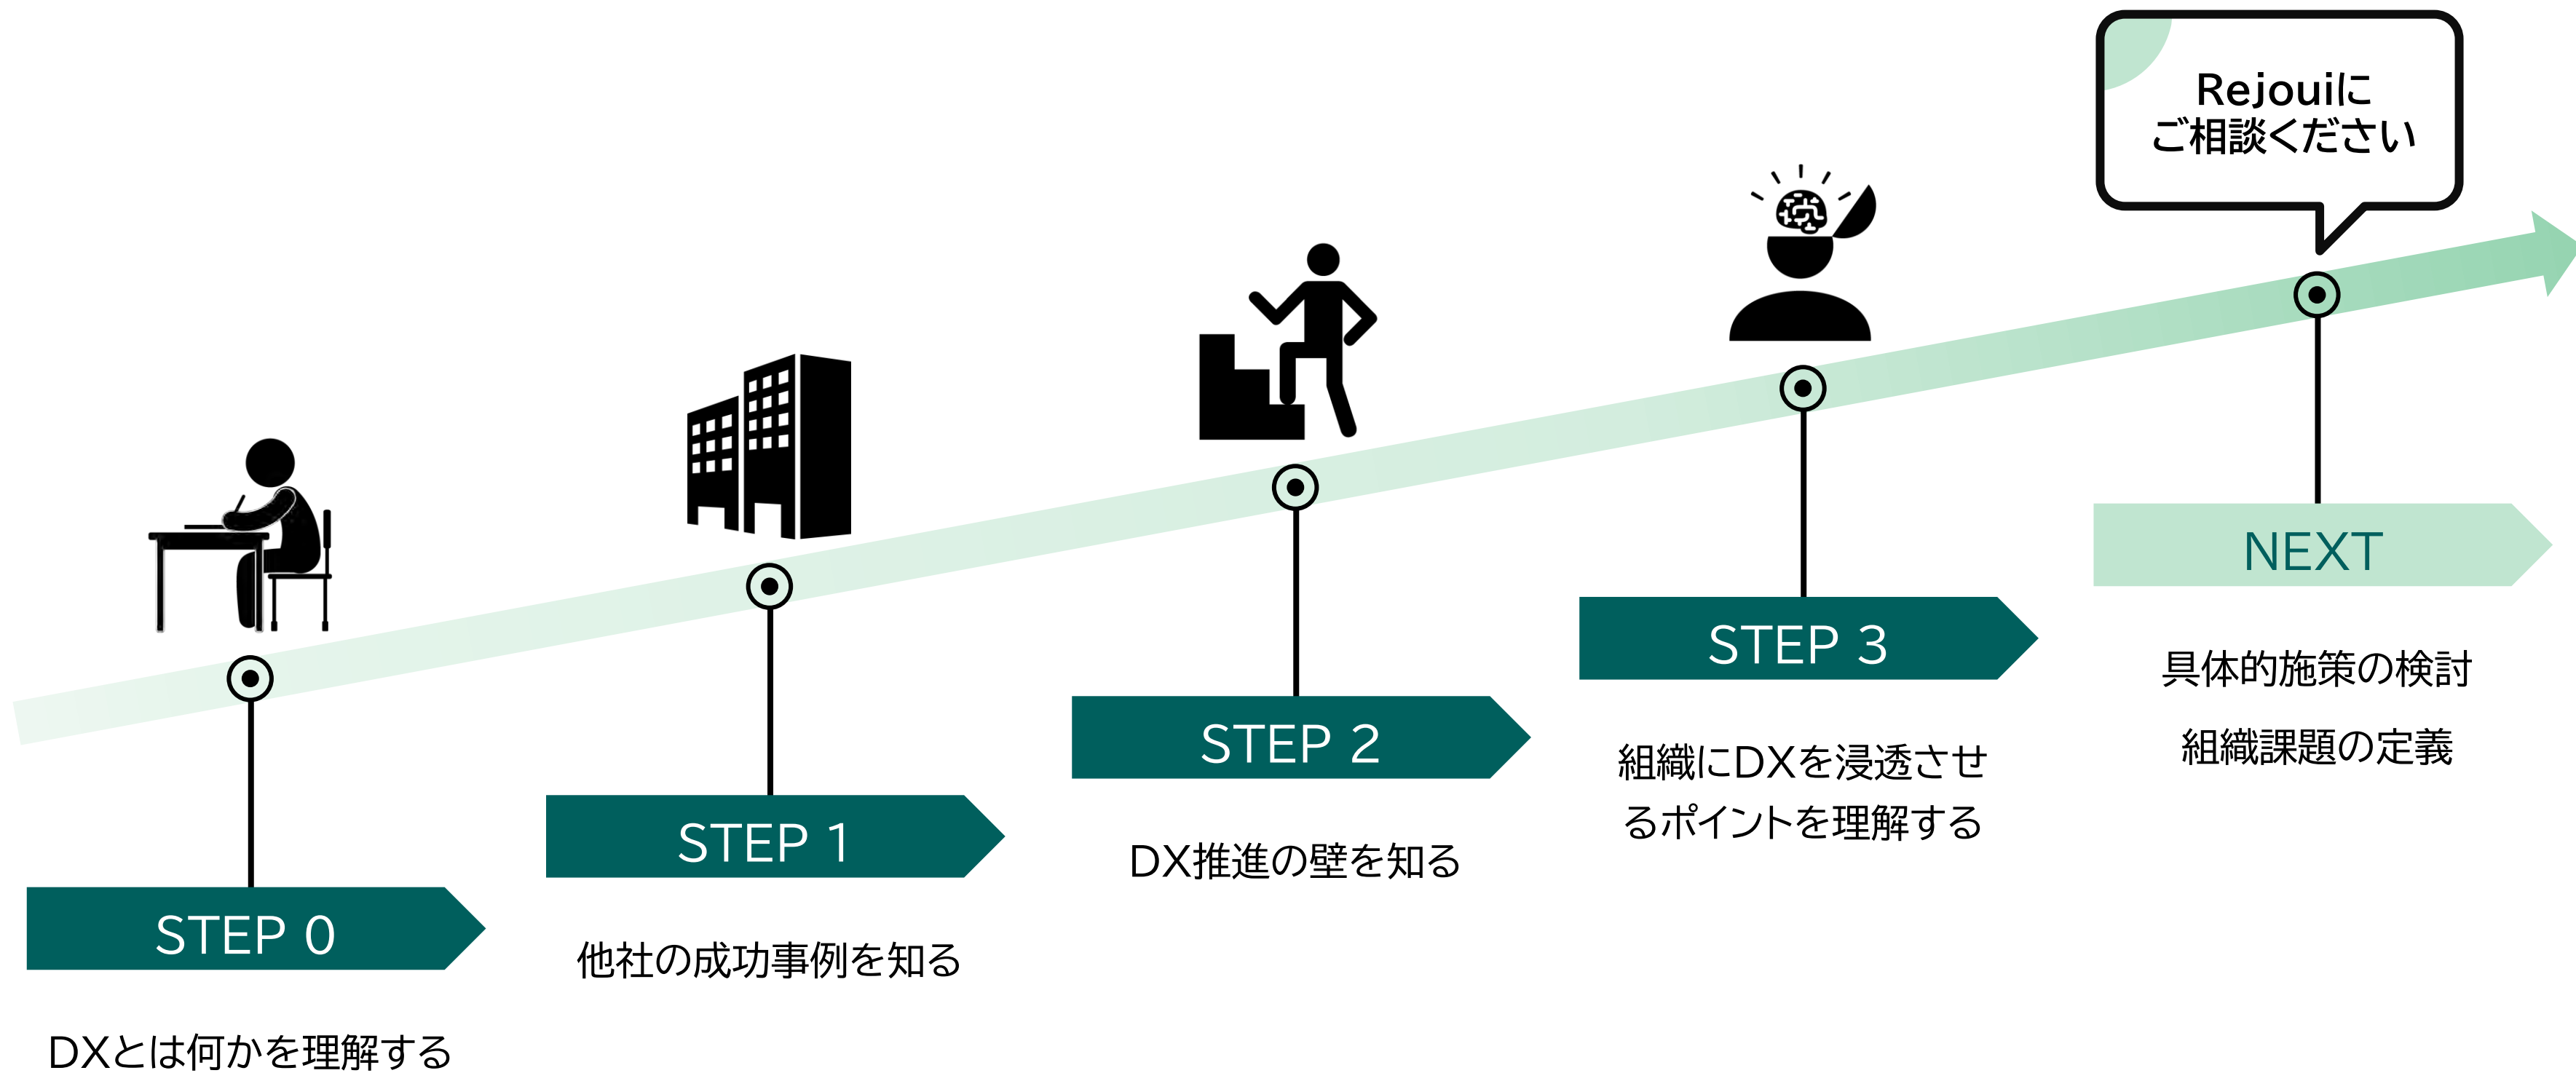 Rejouiに
ご相談ください
STEP 0
DXとは何かを理解する
STEP 1
他社の成功事例を知る
STEP 2
DX推進の壁を知る
STEP 3
組織にDXを浸透させ
るポイントを理解する
NEXT
具体的施策の検討
組織課題の定義